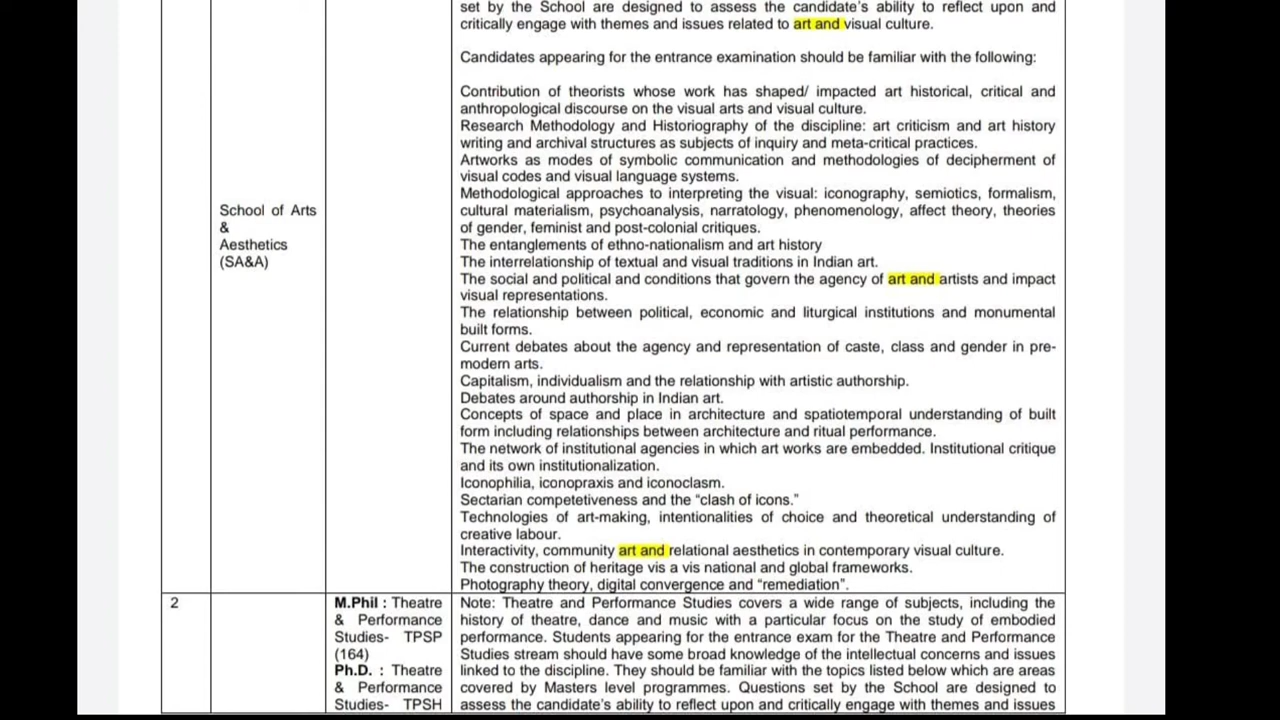 set by the School are designed to assess the candidate's ability to reflect upon and
critically engage with themes and issues related to art and visual culture.
Candidates appearing for the entrance examination should be familiar with the following:
Contribution of theorists whose work has shaped/ impacted art historical, critical and
anthropological discourse on the visual arts and visual culture.
Research Methodology and Historiography of the discipline: art criticism and art history
writing and archival structures as subjects of inquiry and meta-critical practices.
Artworks as modes of symbolic communication and methodologies of decipherment of
visual codes and visual language systems.
Methodological approaches to interpreting the visual: iconography, semiotics, formalism,
cultural materialism, psychoanalysis, narratology, phenomenology, affect theory, theories
of gender, feminist and post-colonial critiques.
The entanglements of ethno-nationalism and art history
The interrelationship of textual and visual traditions in Indian art.
The social and political and conditions that govern the agency of art and artists and impact
visual representations.
The relationship between political, economic and liturgical institutions and monumental
built forms.
Current debates about the agency and representation of caste, class and gender in pre-
modern arts.
Capitalism, individualism and the relationship with artistic authorship.
Debates around authorship in Indian art.
Concepts of space and place in architecture and spatiotemporal understanding of built
form including relationships between architecture and ritual performance.
The network of institutional agencies in which art works are embedded. Institutional critique
and its own institutionalization.
Iconophilia, iconopraxis and iconoclasm.
Sectarian competetiveness and the “clash of icons.”
Technologies of art-making, intentionalities of choice and theoretical understanding of
creative labour.
Interactivity, community art and relational aesthetics in contemporary visual culture.
The construction of heritage vis a vis national and global frameworks.
Photography theory, digital convergence and “remediation”.
School of Arts
&
Aesthetics
(SA&A)
2
M.Phil : Theatre
& Performance
Studies- TPSP
(164)
Ph.D. : Theatre
& Performance
Studies- TPSH
Note: Theatre and Performance Studies covers a wide range of subjects, including the
history of theatre, dance and music with a particular focus on the study of embodied
performance. Students appearing for the entrance exam for the Theatre and Performance
Studies stream should have some broad knowledge of the intellectual concerns and issues
linked to the discipline. They should be familiar with the topics listed below which are areas
covered by Masters level programmes. Questions set by the School are designed to
assess the candidate's ability to reflect upon and critically engage with themes and issues